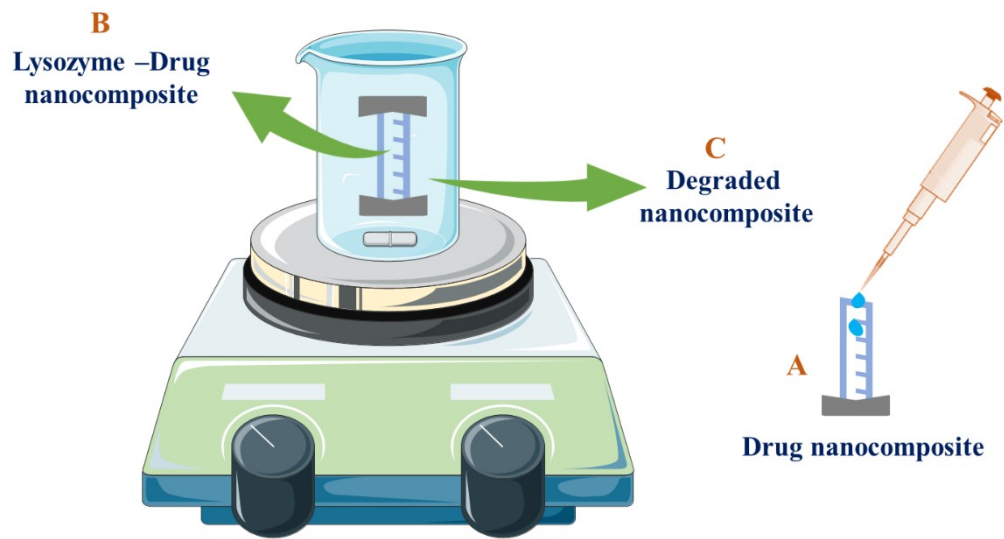 B
Lysozyme –Drug
nanocomposite
C
Degraded
nanocomposite
A
Drug nanocomposite